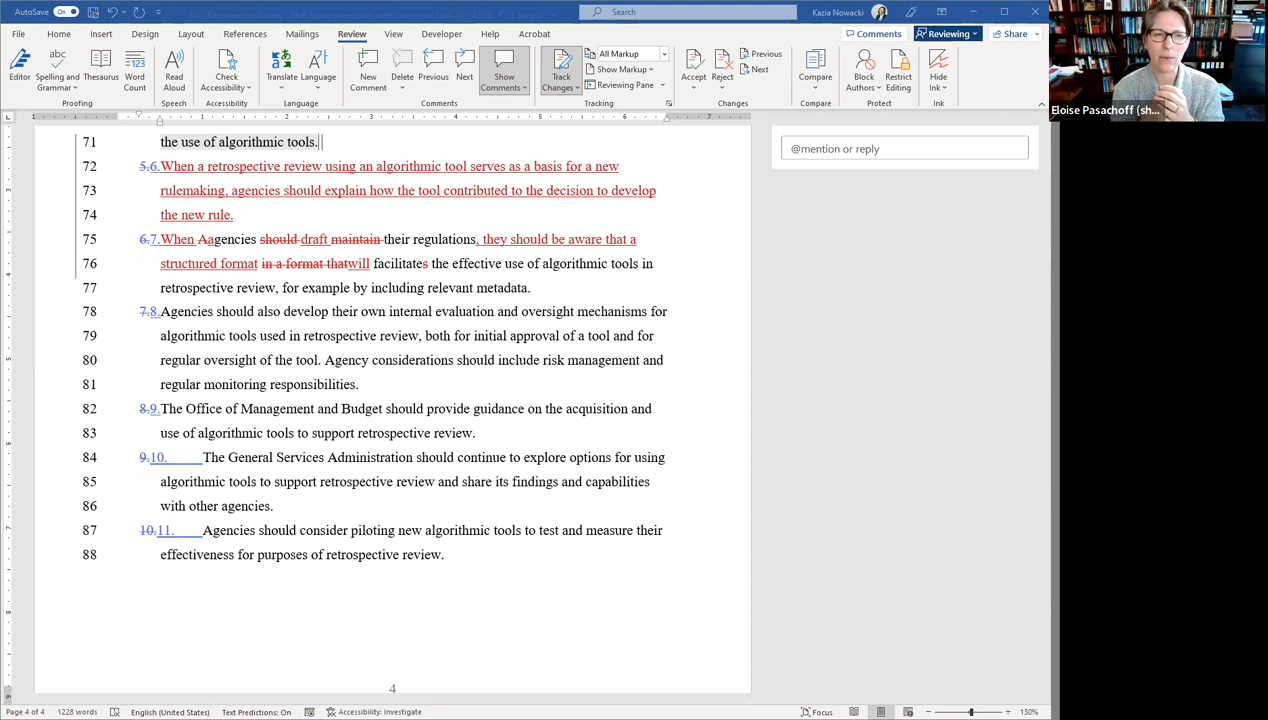 AutoSave On
Search
Kazia Nowacki
File Home Insert Design Layout References Mailings Review View Developer Help Acrobat
Comments Reviewing Share
Editor
Spelling and Grammar
Thesaurus
Word Count
Read Aloud
Check Accessibility
Translate
Language
New Comment
Delete
Previous
Next
Show Comments
Track Changes
All Markup
Show Markup
Reviewing Pane
Accept
Reject
Previous
Next
Compare
Block Authors
Restrict Editing
Hide Ink
Proofing Speech Accessibility Language Comments Tracking Changes Compare Protect Ink
Eloise Pasachoff (sh...
1 1 2 3 4 5 6 7
71 the use of algorithmic tools.
72 5.6.When a retrospective review using an algorithmic tool serves as a basis for a new
73 rulemaking, agencies should explain how the tool contributed to the decision to develop
74 the new rule.
75 6.7.When Aagencies should draft maintain their regulations, they should be aware that a
76 structured format in a format thatwill facilitates the effective use of algorithmic tools in
77 retrospective review, for example by including relevant metadata.
78 7.8.Agencies should also develop their own internal evaluation and oversight mechanisms for
79 algorithmic tools used in retrospective review, both for initial approval of a tool and for
80 regular oversight of the tool. Agency considerations should include risk management and
81 regular monitoring responsibilities.
82 8.9.The Office of Management and Budget should provide guidance on the acquisition and
83 use of algorithmic tools to support retrospective review.
84 9.10. The General Services Administration should continue to explore options for using
85 algorithmic tools to support retrospective review and share its findings and capabilities
86 with other agencies.
87 10.11. Agencies should consider piloting new algorithmic tools to test and measure their
88 effectiveness for purposes of retrospective review.
4
@mention or reply
Page 4 of 4 1228 words English (United States) Text Predictions: On Accessibility: Investigate Focus 130%